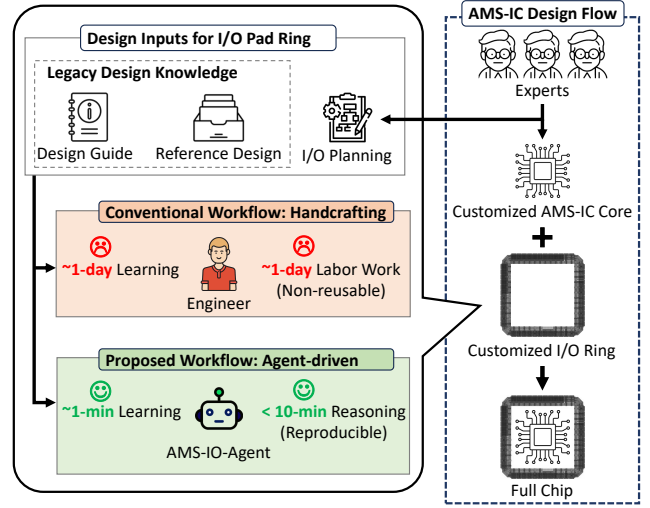 Design Inputs for I/O Pad Ring
Legacy Design Knowledge
Design Guide
Reference Design
I/O Planning
Conventional Workflow: Handcrafting
~1-day Learning
Engineer
~1-day Labor Work
(Non-reusable)
Proposed Workflow: Agent-driven
~1-min Learning
AMS-IO-Agent
< 10-min Reasoning
(Reproducible)
AMS-IC Design Flow
Experts
Customized AMS-IC Core
+
Customized I/O Ring
Full Chip